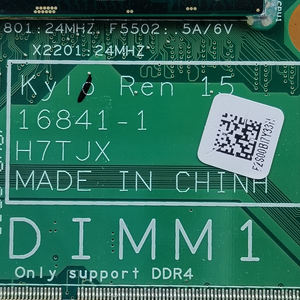 801:24MHZ F5502: 5A/6V
X2201:24MHZ
Kylo Ren 15
16841-1
H7TJX
MADE IN CHINA
DIMM1
Only support DDR4